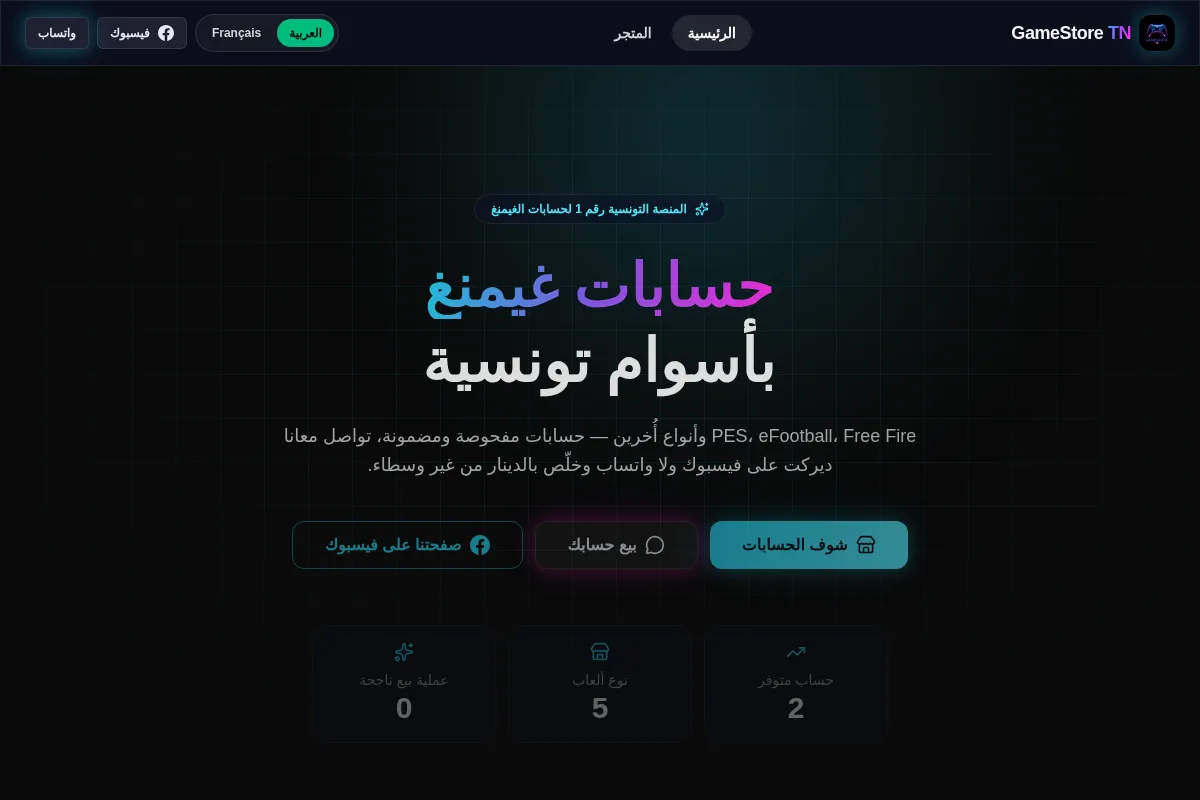 GameStore TN
الرئيسية
المتجر
العربية
Français
فيسبوك
واتساب
المنصة التونسية رقم 1 لحسابات الغيمنغ
حسابات غيمنغ
بأسوام تونسية
PES، eFootball، Free Fire وأنواع أُخرين — حسابات مفحوصة ومضمونة، تواصل معانا
ديركت على فيسبوك ولا واتساب وخلّص بالدينار من غير وسطاء.
شوف الحسابات
بيع حسابك
صفحتنا على فيسبوك
حساب متوفر
2
نوع ألعاب
5
عملية بيع ناجحة
0